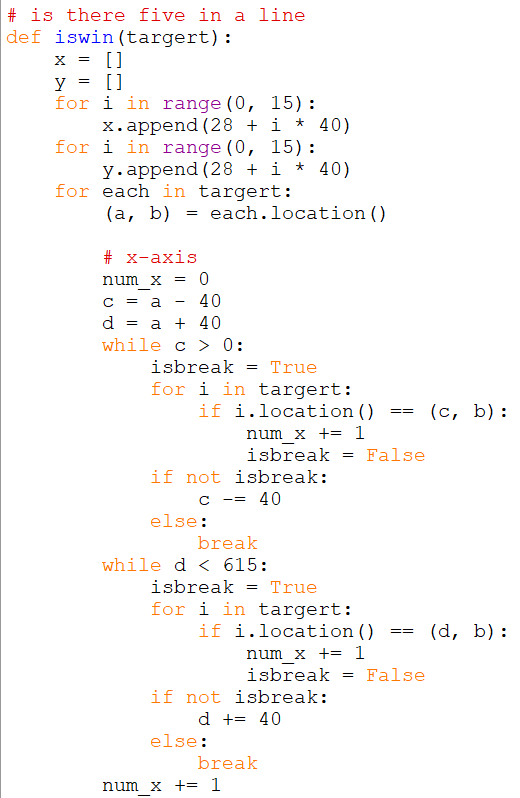 # is there five in a line
def iswin(targert):
    x = []
    y = []
    for i in range(0, 15):
        x.append(28 + i * 40)
    for i in range(0, 15):
        y.append(28 + i * 40)
    for each in targert:
        (a, b) = each.location()

        # x-axis
        num_x = 0
        c = a - 40
        d = a + 40
        while c > 0:
            isbreak = True
            for i in targert:
                if i.location() == (c, b):
                    num_x += 1
                    isbreak = False
            if not isbreak:
                c -= 40
            else:
                break
        while d < 615:
            isbreak = True
            for i in targert:
                if i.location() == (d, b):
                    num_x += 1
                    isbreak = False
            if not isbreak:
                d += 40
            else:
                break
        num_x += 1